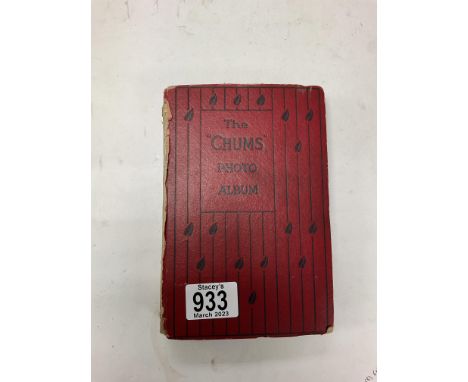 The
"CHUMS"
PHOTO
ALBUM
Stacey's
933
March 2023